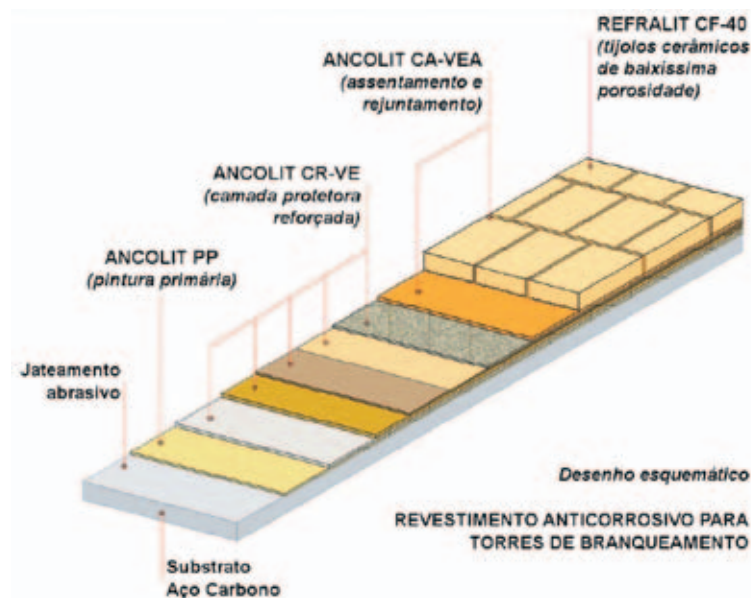 REFRALIT CF-40
(tijolos cerâmicos
de baixíssima
porosidade)
ANCOLIT CA-VEA
(assentamento e
rejuntamento)
ANCOLIT CR-VE
(camada protetora
reforçada)
ANCOLIT PP
(pintura primária)
Jateamento
abrasivo
Substrato
Aço Carbono
Desenho esquemático
REVESTIMENTO ANTICORROSIVO PARA
TORRES DE BRANQUEAMENTO